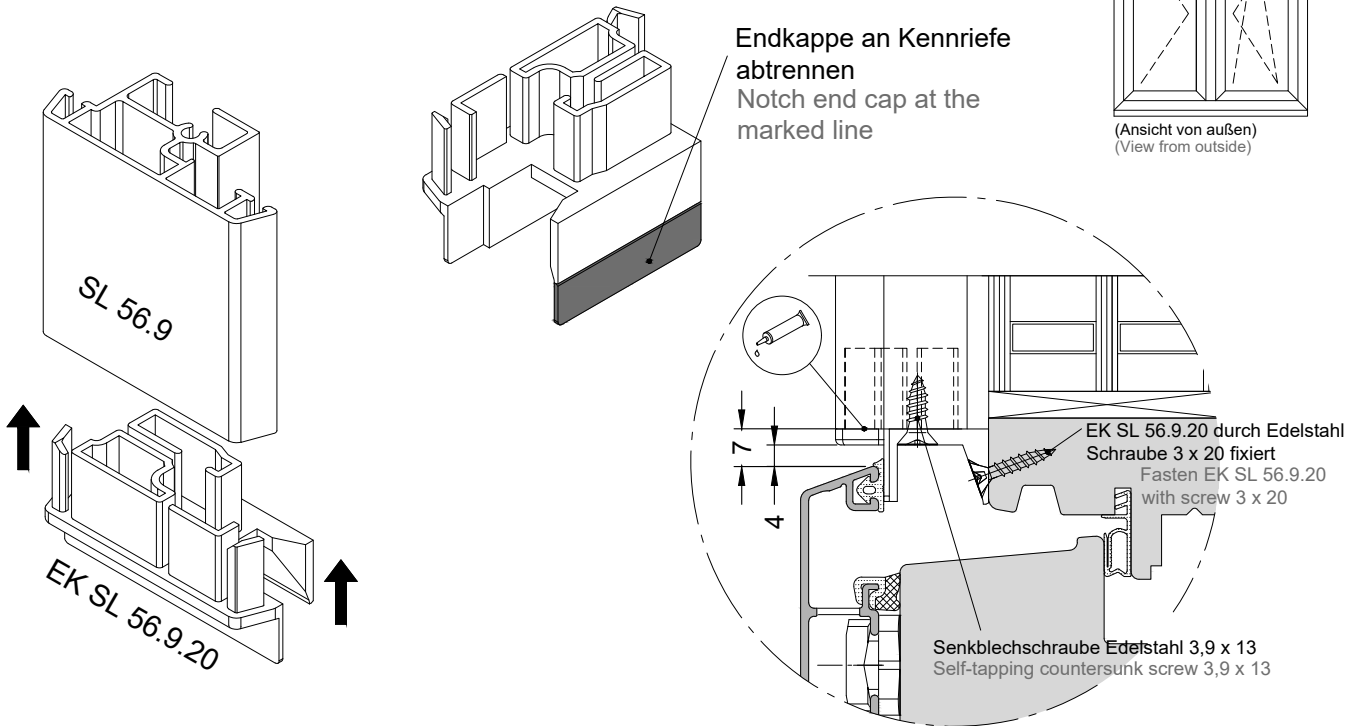 Endkappe an Kennriefe
abtrennen
Notch end cap at the
marked line
(Ansicht von außen)
(View from outside)
SL 56.9
EK SL 56.9.20
7
4
EK SL 56.9.20 durch Edelstahl
Schraube 3 x 20 fixiert
Fasten EK SL 56.9.20
with screw 3 x 20
Senkblechschraube Edelstahl 3,9 x 13
Self-tapping countersunk screw 3,9 x 13